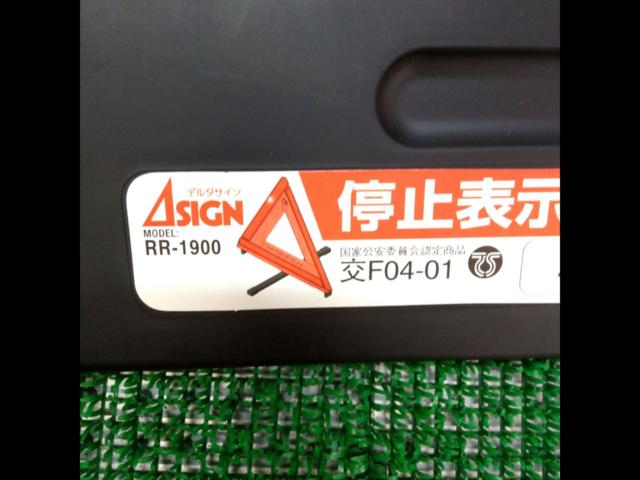 デルタサイン
ΔSIGN
MODEL:
RR-1900
停止表示
国家公安委員会認定商品
交F04-01